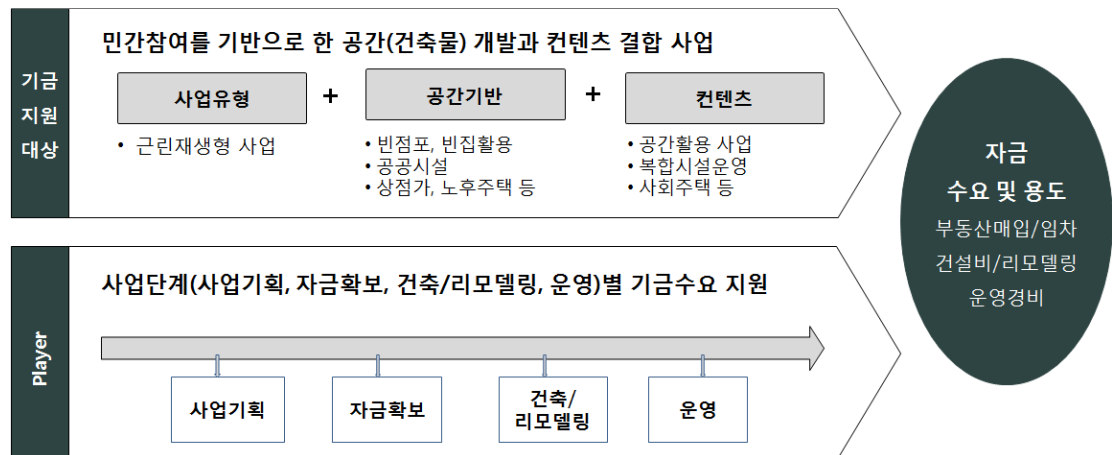 기금
지원
대상
민간참여를 기반으로 한 공간(건축물) 개발과 컨텐츠 결합 사업
사업유형 + 공간기반 + 컨텐츠
• 근린재생형 사업
• 빈점포, 빈집활용
• 공공시설
• 상점가, 노후주택 등
• 공간활용 사업
• 복합시설운영
• 사회주택 등
Player
사업단계(사업기획, 자금확보, 건축/리모델링, 운영)별 기금수요 지원
사업기획
자금확보
건축/
리모델링
운영
자금
수요 및 용도
부동산매입/임차
건설비/리모델링
운영경비